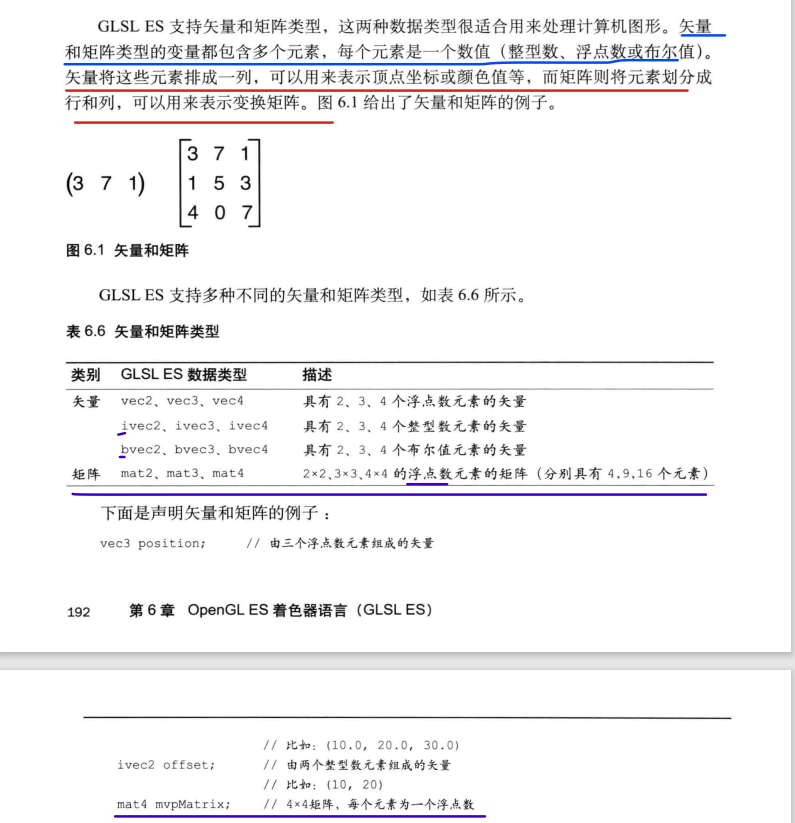 GLSL ES 支持矢量和矩阵类型，这两种数据类型很适合用来处理计算机图形。矢量
和矩阵类型的变量都包含多个元素，每个元素是一个数值（整型数、浮点数或布尔值）。
矢量将这些元素排成一列，可以用来表示顶点坐标或颜色值等，而矩阵则将元素划分成
行和列，可以用来表示变换矩阵。图 6.1 给出了矢量和矩阵的例子。
3 7 1
(3 7 1) 1 5 3
4 0 7
图 6.1 矢量和矩阵
GLSL ES 支持多种不同的矢量和矩阵类型，如表 6.6 所示。
表 6.6 矢量和矩阵类型
类别 GLSL ES 数据类型 描述
矢量 vec2、vec3、vec4 具有 2、3、4 个浮点数元素的矢量
ivec2、ivec3、ivec4 具有 2、3、4 个整型数元素的矢量
bvec2、bvec3、bvec4 具有 2、3、4 个布尔值元素的矢量
矩阵 mat2、mat3、mat4 2×2,3×3,4×4 的浮点数元素的矩阵（分别具有 4,9,16 个元素）
下面是声明矢量和矩阵的例子：
vec3 position; // 由三个浮点数元素组成的矢量
192 第 6 章 OpenGL ES 着色器语言（GLSL ES）
// 比如：(10.0, 20.0, 30.0)
ivec2 offset; // 由两个整型数元素组成的矢量
// 比如：(10, 20)
mat4 mvpMatrix; // 4×4矩阵，每个元素为一个浮点数